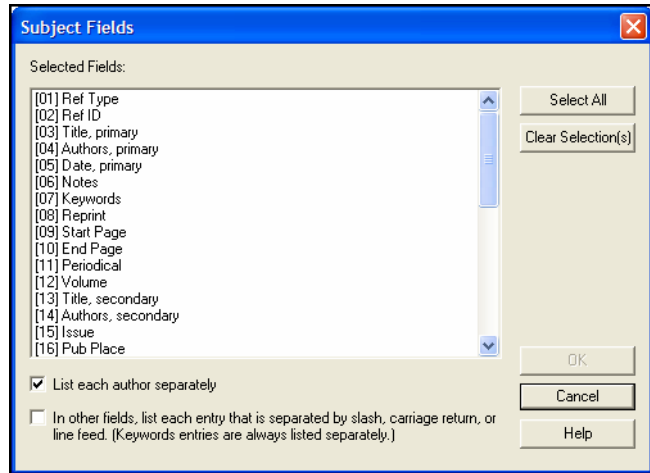 Subject Fields
Selected Fields:
[01] Ref Type
[02] Ref ID
[03] Title, primary
[04] Authors, primary
[05] Date, primary
[06] Notes
[07] Keywords
[08] Reprint
[09] Start Page
[10] End Page
[11] Periodical
[12] Volume
[13] Title, secondary
[14] Authors, secondary
[15] Issue
[16] Pub Place
Select All
Clear Selection(s)
List each author separately
In other fields, list each entry that is separated by slash, carriage return, or
line feed. (Keywords entries are always listed separately.)
OK
Cancel
Help